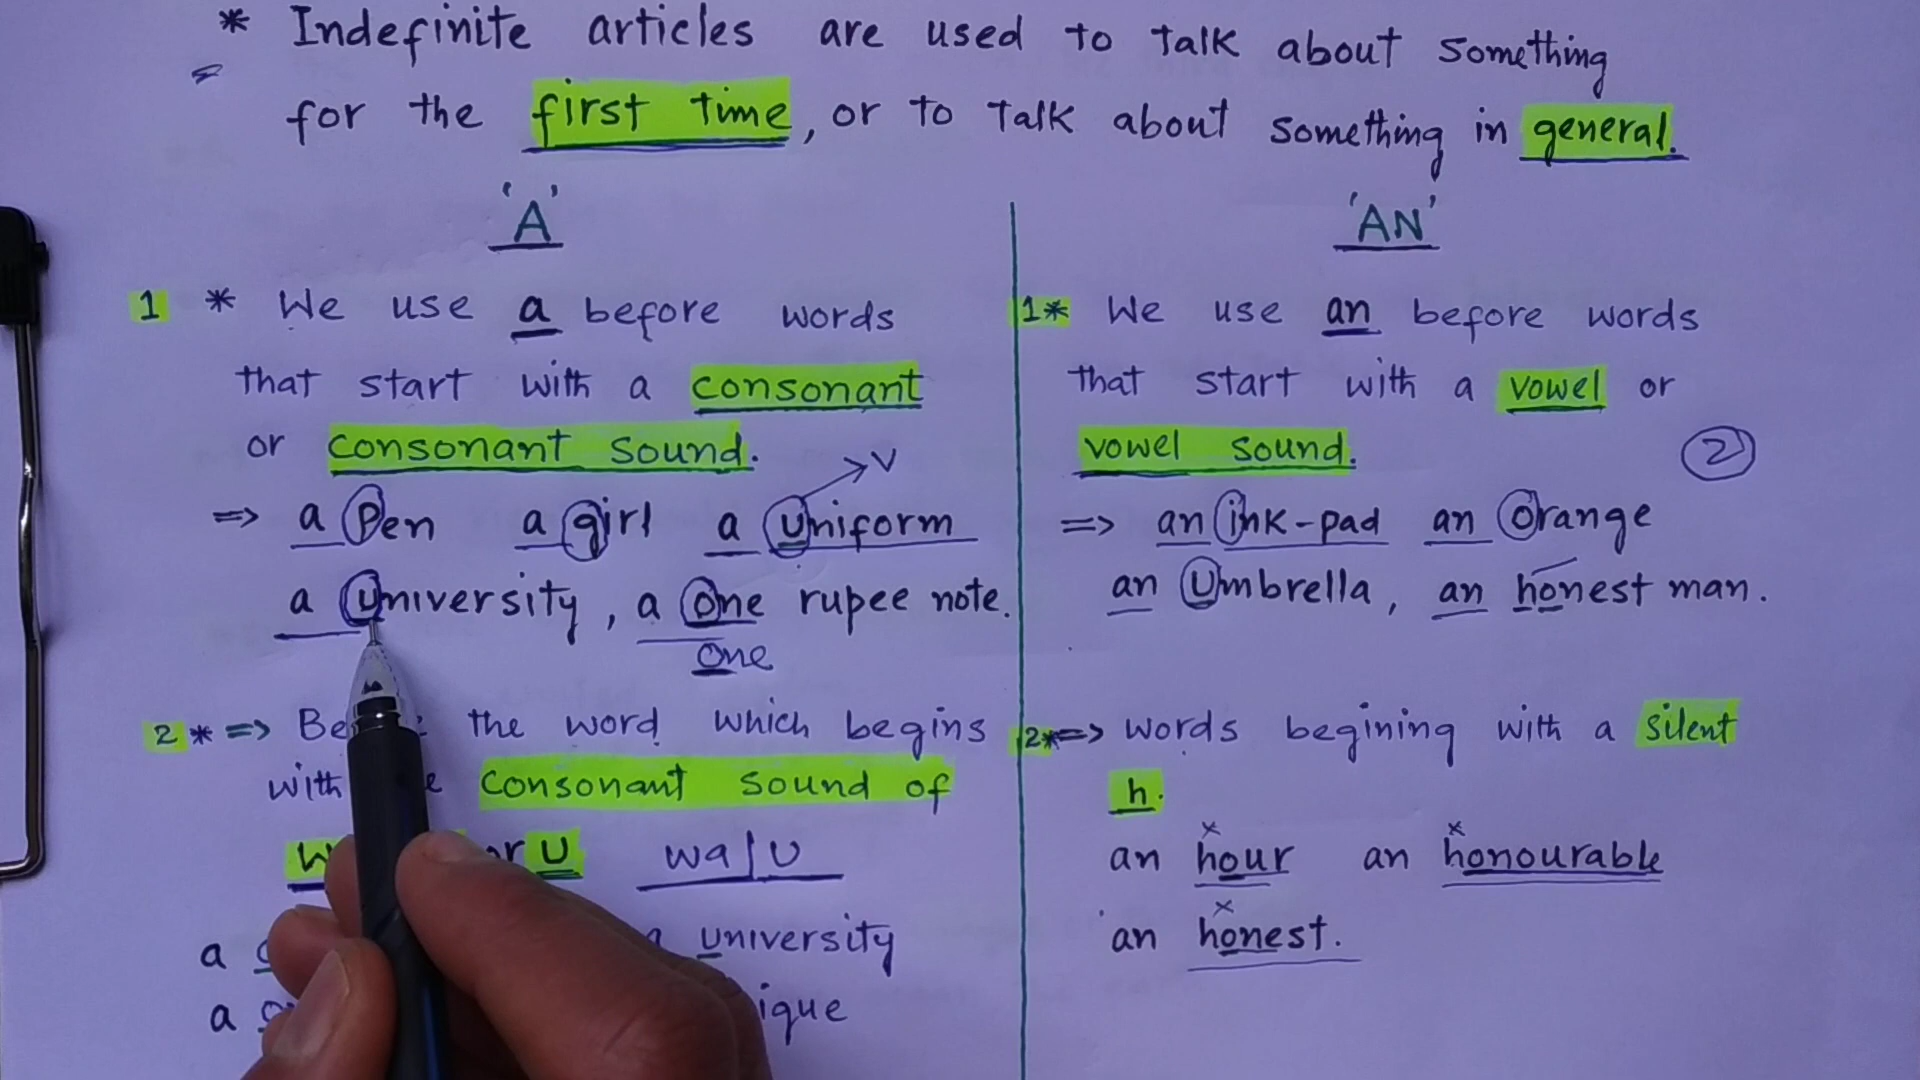 * Indefinite articles are used to talk about something
for the first time, or to talk about something in general.
'A'
1 * We use a before words
that start with a consonant
or consonant sound.
V
=> a pen a girl a uniform
a university, a one rupee note.
one
2 * => the word which begins
with consonant sound of
or U wa/U
a university
a
'AN'
1* We use an before words
that start with a vowel or
vowel sound.
2
=> an ink-pad an orange
an umbrella, an honest man.
2*=> words begining with a silent
h.
x x
an hour an honourable
x
an honest.